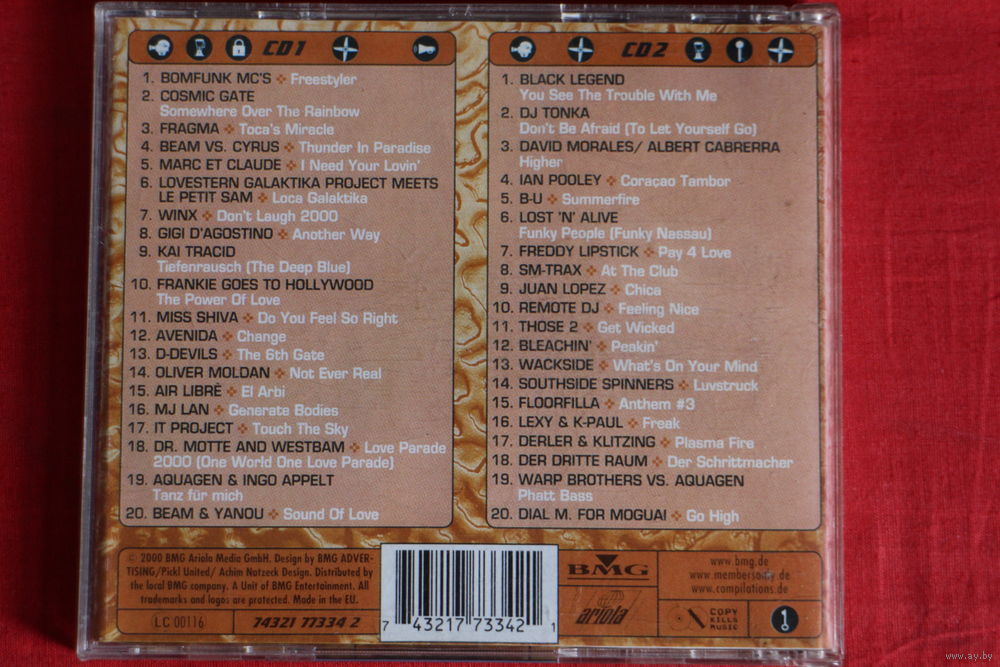 CD1
1. BOMFUNK MC'S ❖ Freestyler
2. COSMIC GATE
Somewhere Over The Rainbow
3. FRAGMA ❖ Toca's Miracle
4. BEAM VS. CYRUS ❖ Thunder In Paradise
5. MARC ET CLAUDE ❖ I Need Your Lovin'
6. LOVESTERN GALAKTIKA PROJECT MEETS
LE PETIT SAM ❖ Loca Galaktika
7. WINX ❖ Don't Laugh 2000
8. GIGI D'AGOSTINO ❖ Another Way
9. KAI TRACID
Tiefenrausch (The Deep Blue)
10. FRANKIE GOES TO HOLLYWOOD
The Power Of Love
11. MISS SHIVA ❖ Do You Feel So Right
12. AVENIDA ❖ Change
13. D-DEVILS ❖ The 6th Gate
14. OLIVER MOLDAN ❖ Not Ever Real
15. AIR LIBRÈ ❖ El Arbi
16. MJ LAN ❖ Generate Bodies
17. IT PROJECT ❖ Touch The Sky
18. DR. MOTTE AND WESTBAM ❖ Love Parade
2000 (One World One Love Parade)
19. AQUAGEN & INGO APPELT
Tanz für mich
20. BEAM & YANOU ❖ Sound Of Love
CD2
1. BLACK LEGEND
You See The Trouble With Me
2. DJ TONKA
Don't Be Afraid (To Let Yourself Go)
3. DAVID MORALES/ ALBERT CABRERRA
Higher
4. IAN POOLEY ❖ Coraçao Tambor
5. B-U ❖ Summerfire
6. LOST 'N' ALIVE
Funky People (Funky Nassau)
7. FREDDY LIPSTICK ❖ Pay 4 Love
8. SM-TRAX ❖ At The Club
9. JUAN LOPEZ ❖ Chica
10. REMOTE DJ ❖ Feeling Nice
11. THOSE 2 ❖ Get Wicked
12. BLEACHIN' ❖ Peakin'
13. WACKSIDE ❖ What's On Your Mind
14. SOUTHSIDE SPINNERS ❖ Luvstruck
15. FLOORFILLA ❖ Anthem #3
16. LEXY & K-PAUL ❖ Freak
17. DERLER & KLITZING ❖ Plasma Fire
18. DER DRITTE RAUM ❖ Der Schrittmacher
19. WARP BROTHERS VS. AQUAGEN
Phatt Bass
20. DIAL M. FOR MOGUAI ❖ Go High
© 2000 BMG Ariola Media GmbH. Design by BMG ADVER-
TISING/Pickl United/ Achim Natzeck Design. Distributed by
the local BMG company. A Unit of BMG Entertainment. All
trademarks and logos are protected. Made in the EU.
LC 00116
74321 77334 2
7 43217 73342 1
BMG
ariola
www.bmg.de
www.de
www.compilations.de
COPY
KILLS
MUSIC
1
www.ay.by